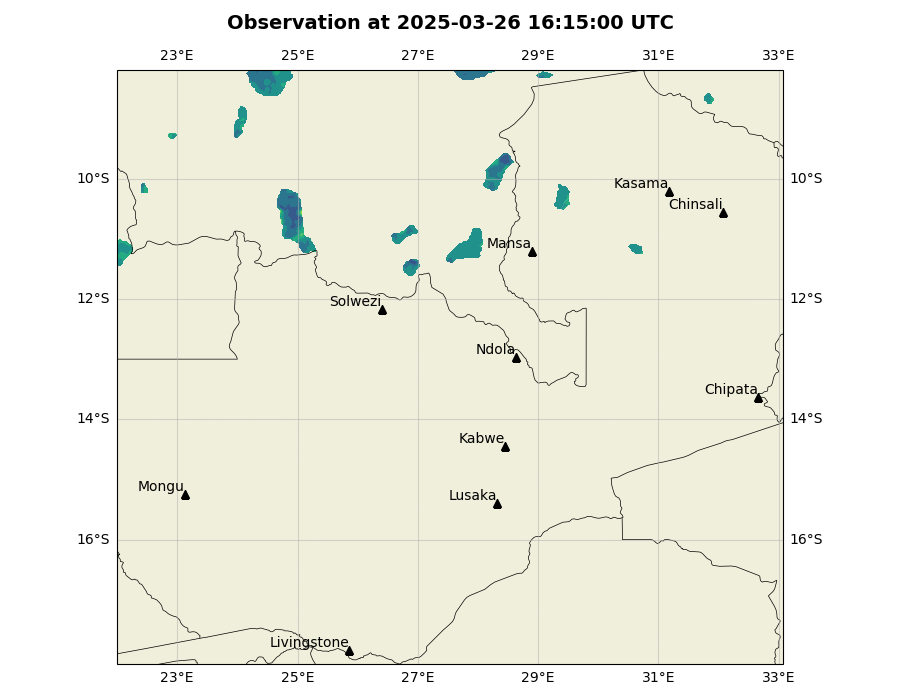 Observation at 2025-03-26 16:15:00 UTC
23°E 25°E 27°E 29°E 31°E 33°E
10°S Kasama 10°S
Chinsali
Mansa
12°S Solwezi 12°S
Ndola
Chipata
14°S 14°S
Kabwe
Mongu Lusaka
16°S 16°S
Livingstone
23°E 25°E 27°E 29°E 31°E 33°E